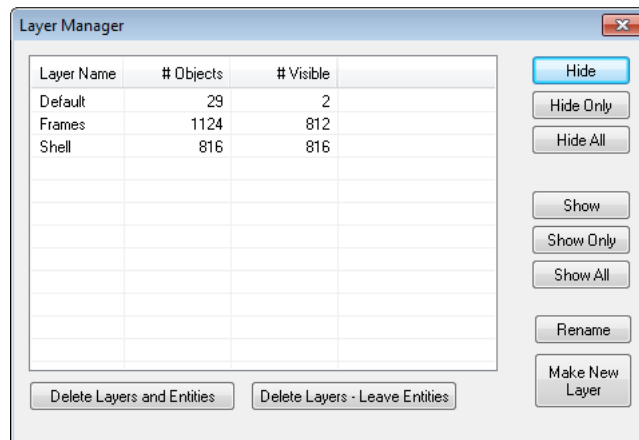 Layer Manager
Layer Name # Objects # Visible
Default 29 2
Frames 1124 812
Shell 816 816
Hide
Hide Only
Hide All
Show
Show Only
Show All
Rename
Make New
Layer
Delete Layers and Entities
Delete Layers - Leave Entities